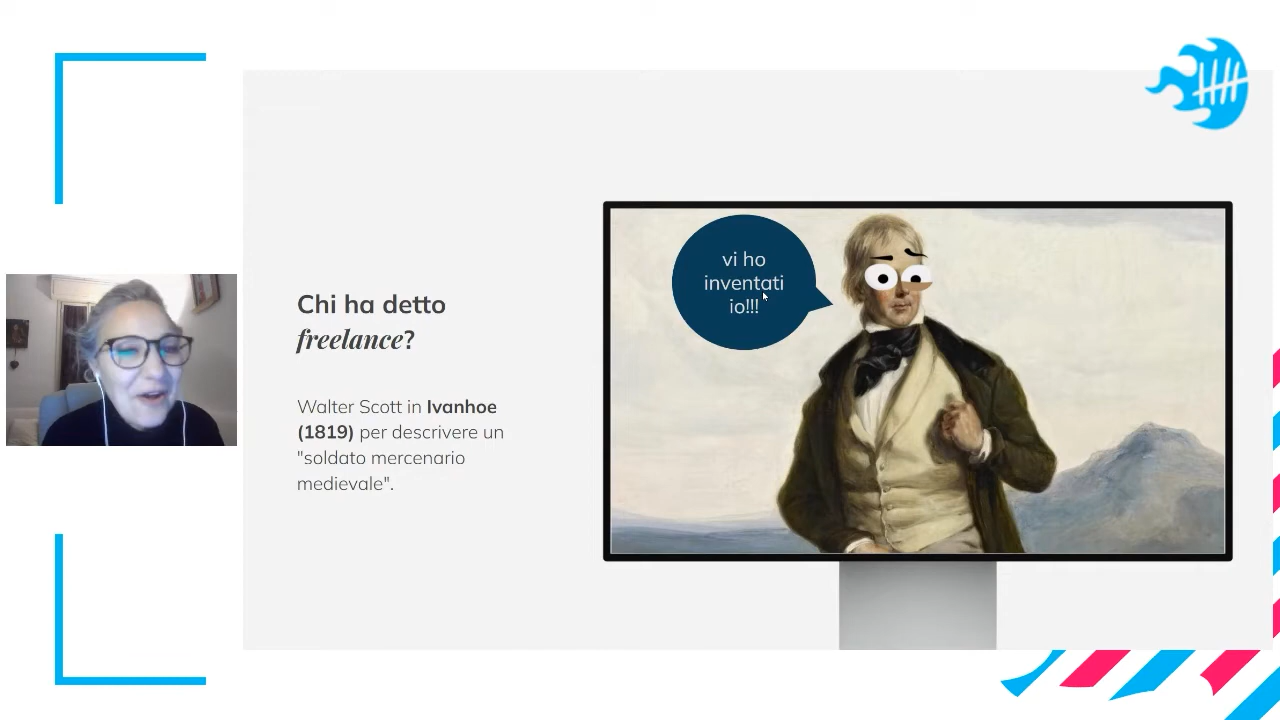 Chi ha detto
freelance?
Walter Scott in Ivanhoe
(1819) per descrivere un
"soldato mercenario
medievale".
vi ho
inventati
io!!!